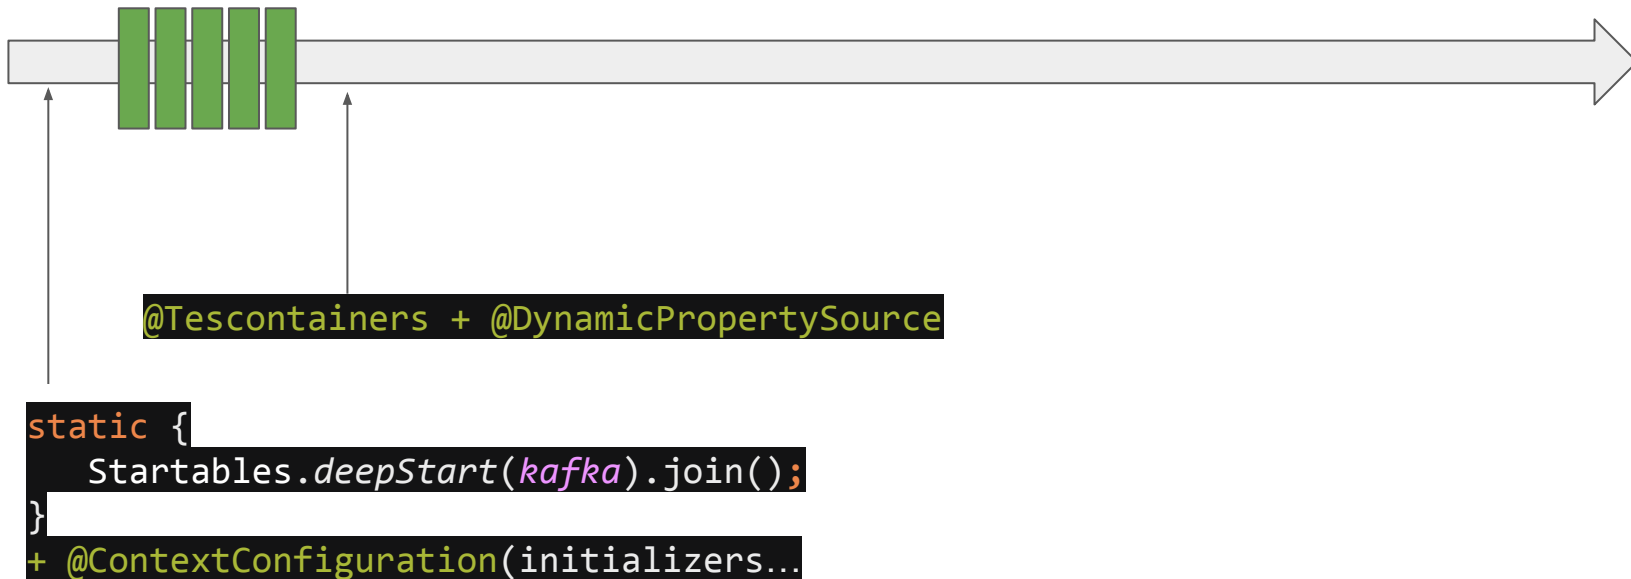 @Tescontainers + @DynamicPropertySource
static {
Startables.deepStart(kafka).join();
}
+ @ContextConfiguration(initializers…